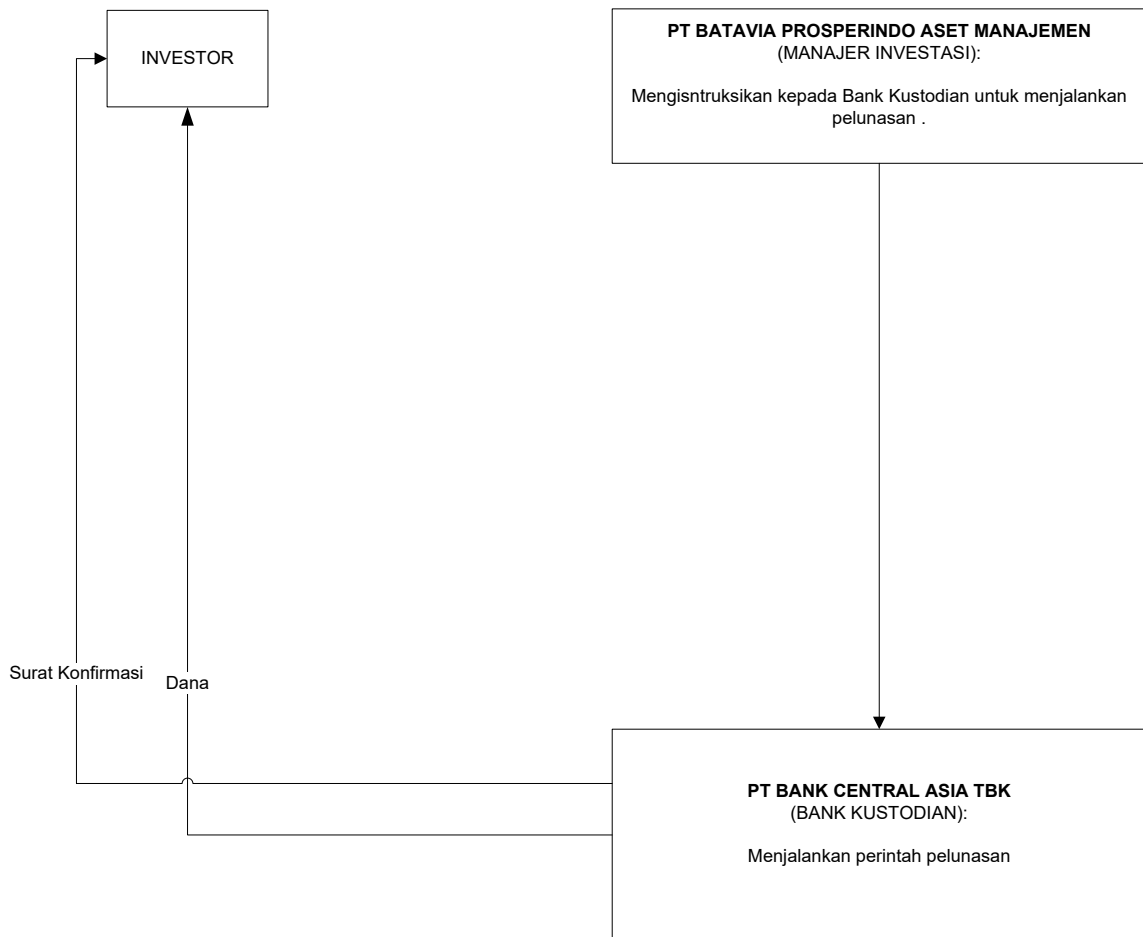 INVESTOR
PT BATAVIA PROSPERINDO ASET MANAJEMEN
(MANAJER INVESTASI):
Mengisntruksikan kepada Bank Kustodian untuk menjalankan
pelunasan .
Surat Konfirmasi
Dana
PT BANK CENTRAL ASIA TBK
(BANK KUSTODIAN):
Menjalankan perintah pelunasan